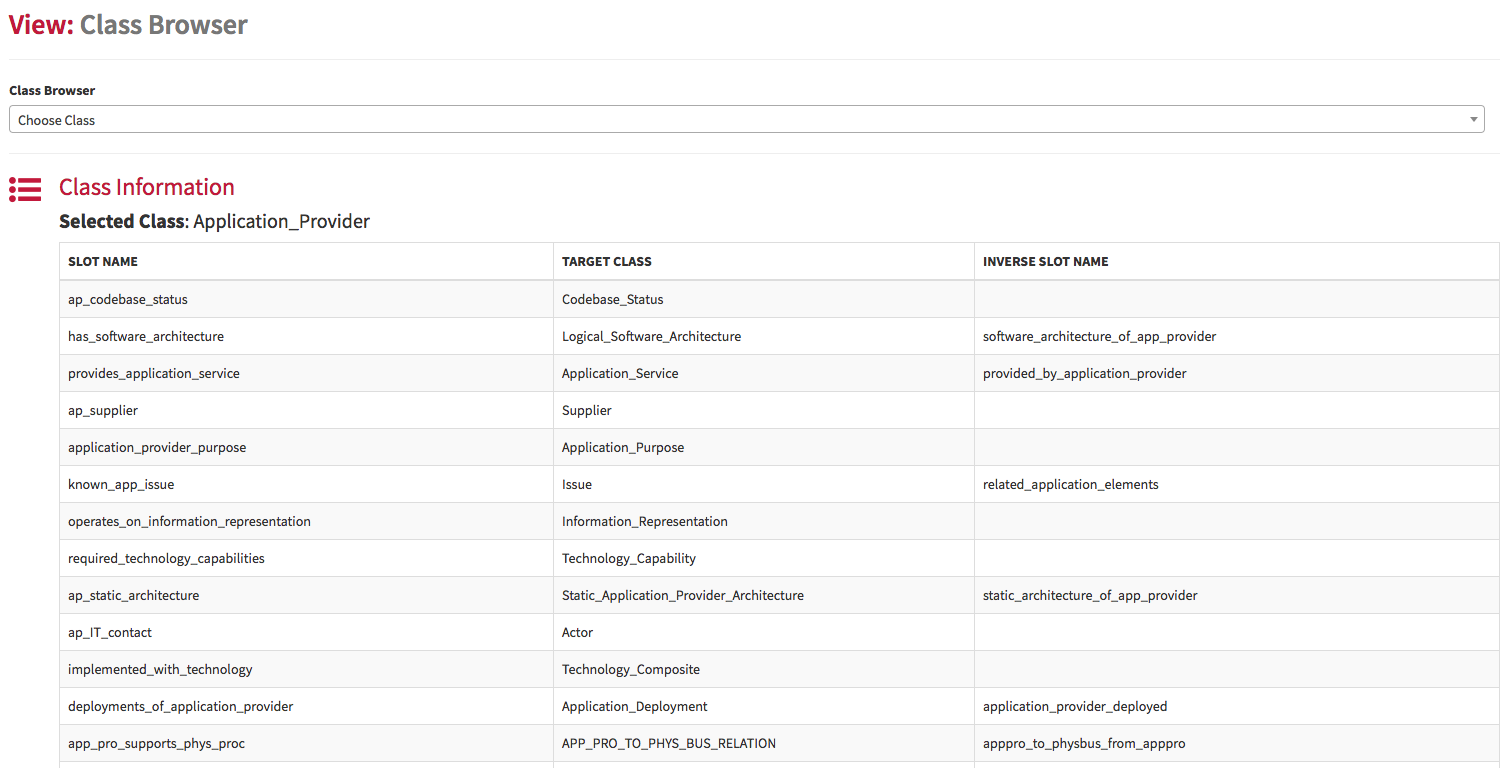 View: Class Browser
Class Browser
Choose Class
Class Information
Selected Class: Application_Provider
SLOT NAME TARGET CLASS INVERSE SLOT NAME
ap_codebase_status Codebase_Status
has_software_architecture Logical_Software_Architecture software_architecture_of_app_provider
provides_application_service Application_Service provided_by_application_provider
ap_supplier Supplier
application_provider_purpose Application_Purpose
known_app_issue Issue related_application_elements
operates_on_information_representation Information_Representation
required_technology_capabilities Technology_Capability
ap_static_architecture Static_Application_Provider_Architecture static_architecture_of_app_provider
ap_IT_contact Actor
implemented_with_technology Technology_Composite
deployments_of_application_provider Application_Deployment application_provider_deployed
app_pro_supports_phys_proc APP_PRO_TO_PHYS_BUS_RELATION apppro_to_physbus_from_apppro